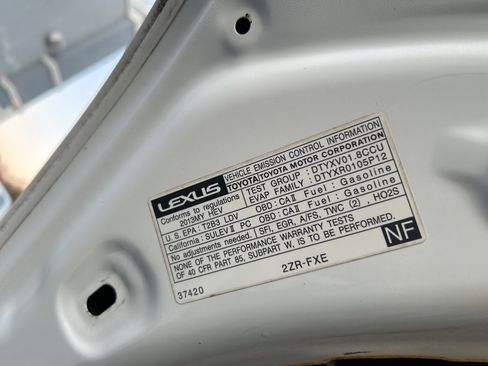 LEXUS
VEHICLE EMISSION CONTROL INFORMATION
TOYOTA TOYOTA MOTOR CORPORATION
Conforms to regulations TEST GROUP : DTYXV01.8CCU
2013MY HEV EVAP FAMILY : DTYXR0105P12
U.S. EPA : T2B3 LDV OBD : CA II Fuel : Gasoline
California : SULEV II PC OBD : CA II Fuel : Gasoline
No adjustments needed. SFI, EGR, A/FS, TWC (2), HO2S
NONE OF THE PERFORMANCE WARRANTY TESTS
OF 40 CFR PART 85, SUBPART W, IS TO BE PERFORMED.
NF
2ZR-FXE
37420